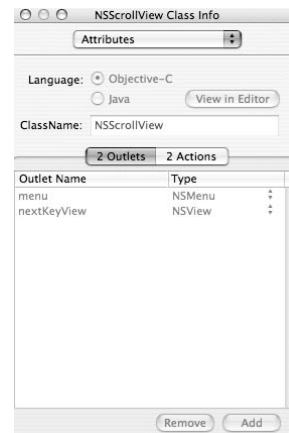 NSScrollView Class Info
Attributes
Language: Objective-C
Java View in Editor
ClassName: NSScrollView
2 Outlets 2 Actions
Outlet Name Type
menu NSMenu
nextKeyView NSView
Remove Add